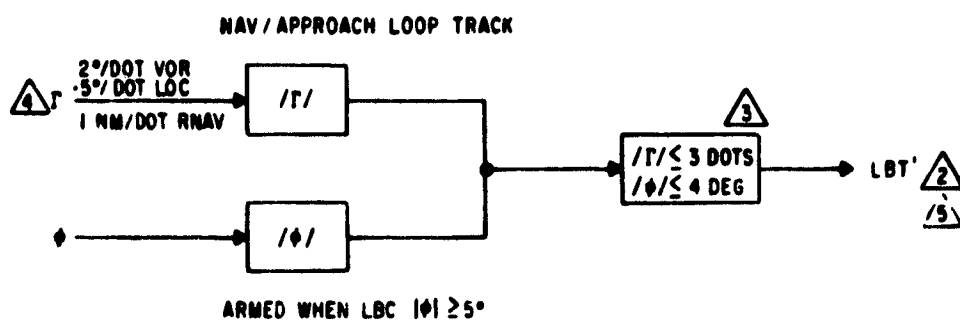 NAV/APPROACH LOOP TRACK
2°/DOT VOR
.5°/DOT LOC
4 Γ
1 NM/DOT RNAV
/Γ/
3
/Γ/≤ 3 DOTS
/ϕ/≤ 4 DEG
LBT' 2
5
ϕ
/ϕ/
ARMED WHEN LBC |ϕ| ≥5°